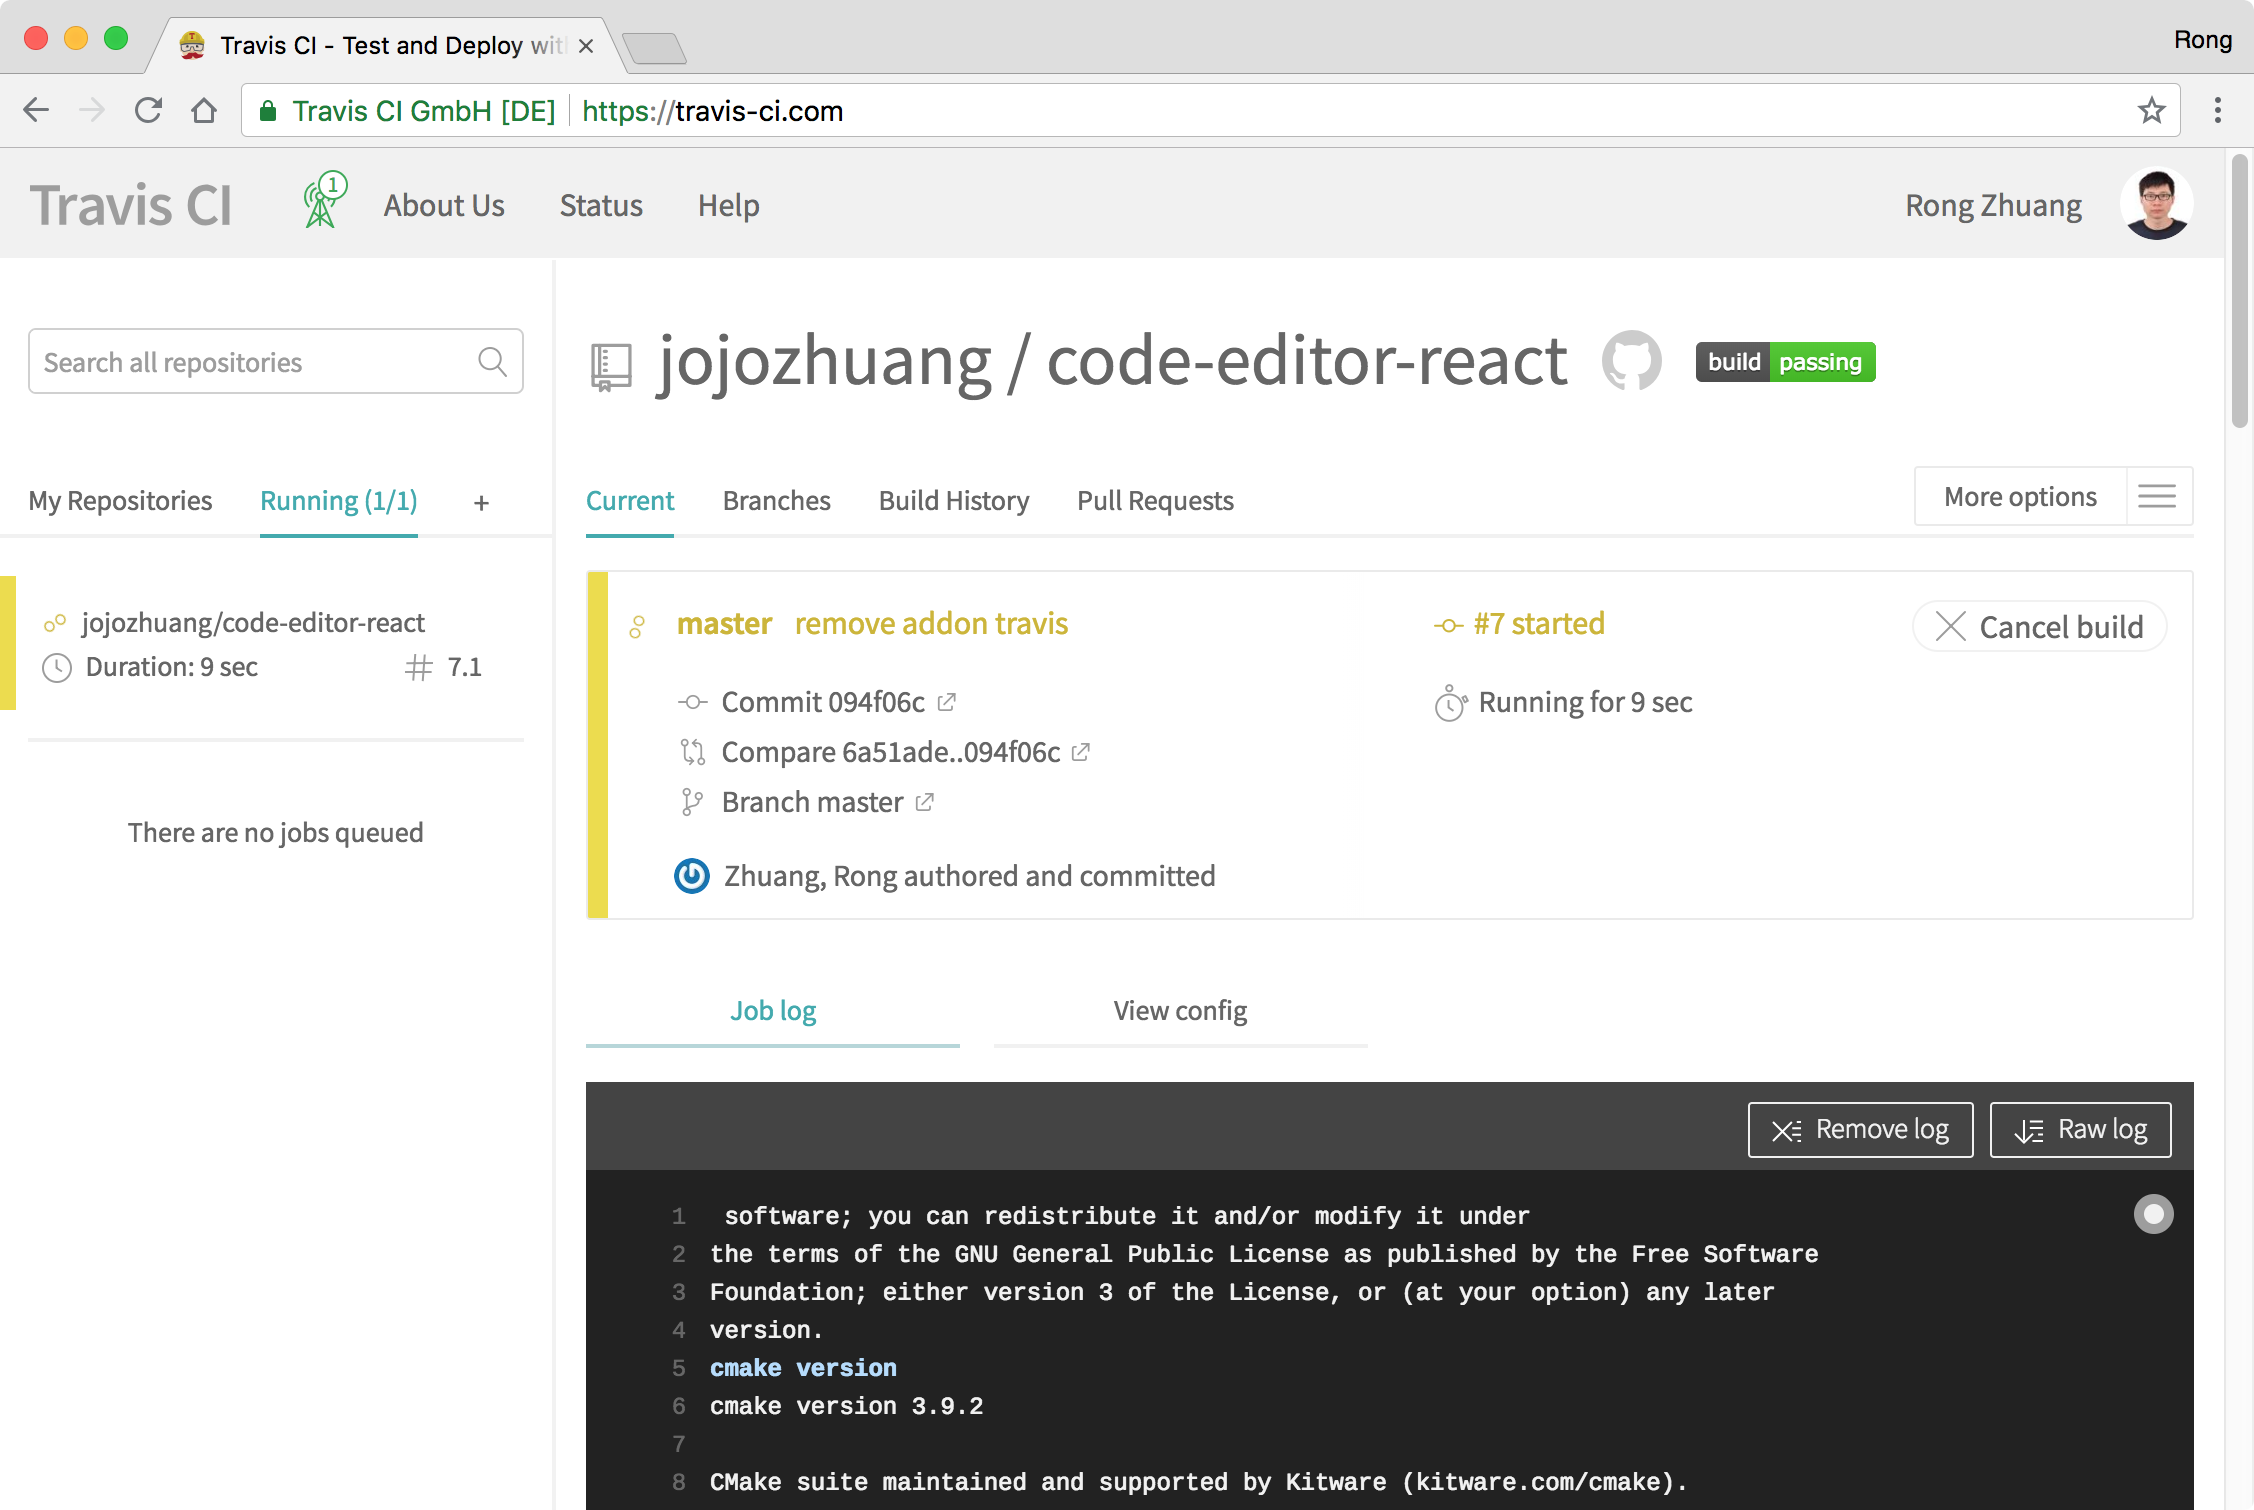 Travis CI - Test and Deploy wit
Rong
Travis CI GmbH [DE] https://travis-ci.com
Travis CI
1
About Us
Status
Help
Rong Zhuang
Search all repositories
jojozhuang / code-editor-react
build passing
My Repositories
Running (1/1)
+
Current
Branches
Build History
Pull Requests
More options
jojozhuang/code-editor-react
Duration: 9 sec
# 7.1
There are no jobs queued
master remove addon travis
#7 started
Cancel build
Commit 094f06c
Running for 9 sec
Compare 6a51ade..094f06c
Branch master
Zhuang, Rong authored and committed
Job log
View config
Remove log
Raw log
1 software; you can redistribute it and/or modify it under
2 the terms of the GNU General Public License as published by the Free Software
3 Foundation; either version 3 of the License, or (at your option) any later
4 version.
5 cmake version
6 cmake version 3.9.2
7
8 CMake suite maintained and supported by Kitware (kitware.com/cmake).